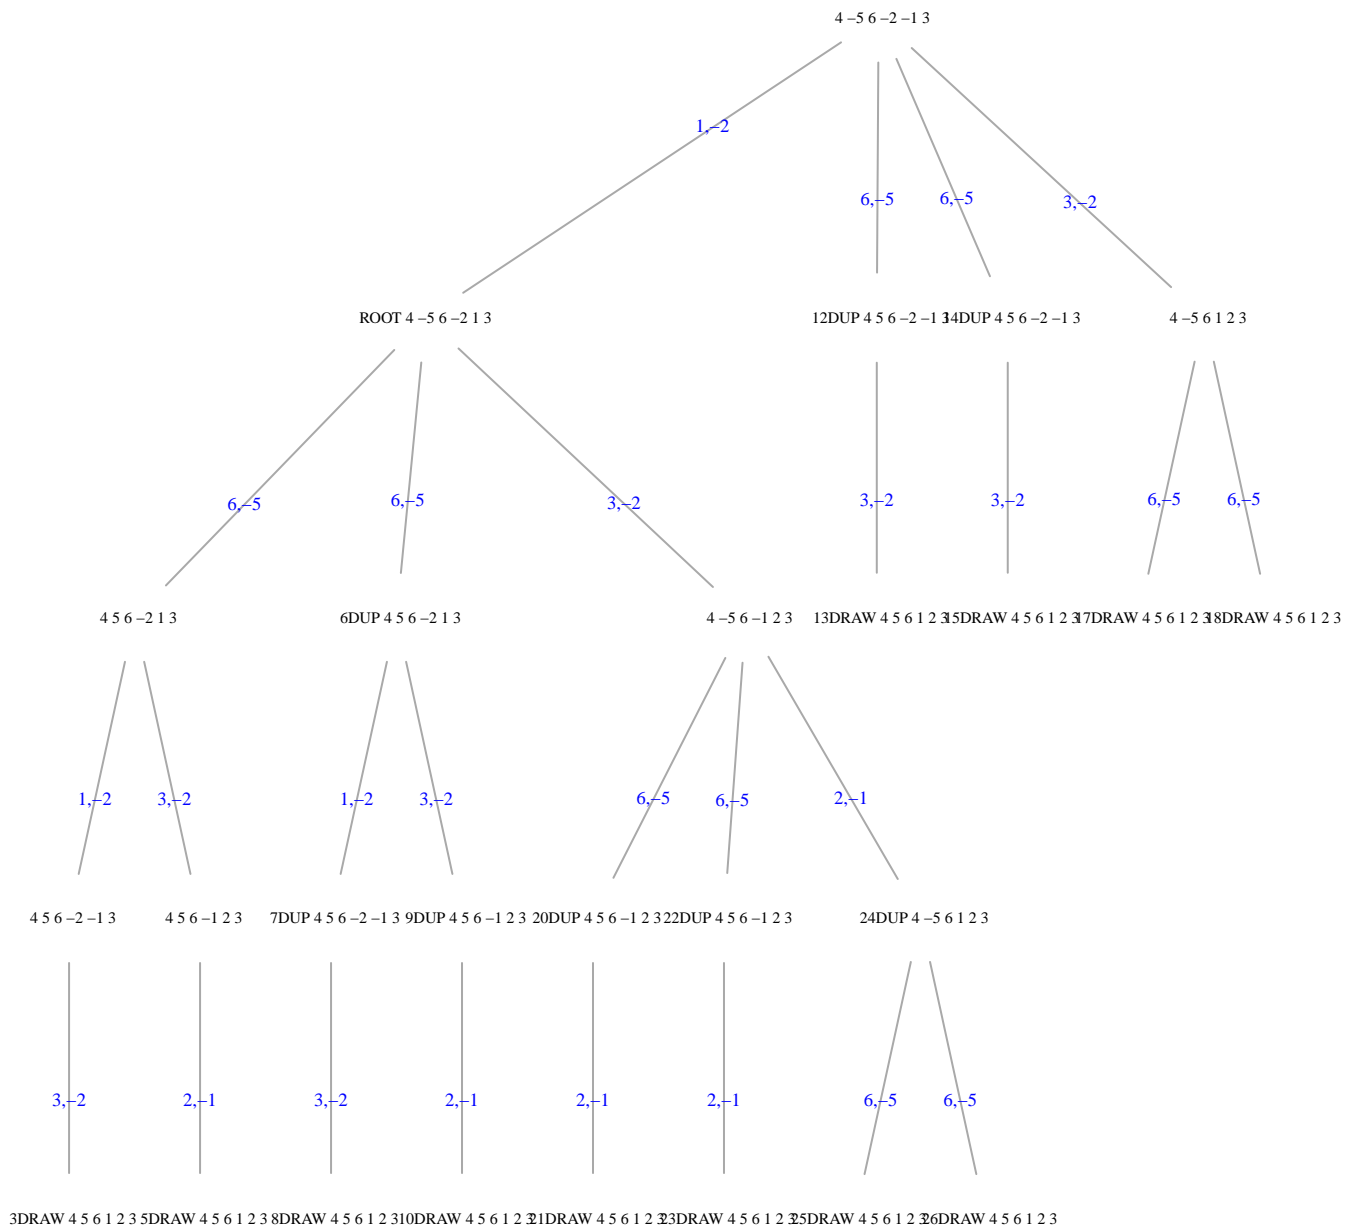 4 –5 6 –2 –1 3
1,–2
6,–5 6,–5 3,–2
ROOT 4 –5 6 –2 1 3 12DUP 4 5 6 –2 –1 3 14DUP 4 5 6 –2 –1 3 4 –5 6 1 2 3
6,–5 6,–5 3,–2 3,–2 3,–2 6,–5 6,–5
4 5 6 –2 1 3 6DUP 4 5 6 –2 1 3 4 –5 6 –1 2 3 13DRAW 4 5 6 1 2 3 15DRAW 4 5 6 1 2 3 17DRAW 4 5 6 1 2 3 18DRAW 4 5 6 1 2 3
1,–2 3,–2 1,–2 3,–2 6,–5 6,–5 2,–1
4 5 6 –2 –1 3 4 5 6 –1 2 3 7DUP 4 5 6 –2 –1 3 9DUP 4 5 6 –1 2 3 20DUP 4 5 6 –1 2 3 22DUP 4 5 6 –1 2 3 24DUP 4 –5 6 1 2 3
3,–2 2,–1 3,–2 2,–1 2,–1 2,–1 6,–5 6,–5
3DRAW 4 5 6 1 2 3 5DRAW 4 5 6 1 2 3 8DRAW 4 5 6 1 2 3 10DRAW 4 5 6 1 2 3 21DRAW 4 5 6 1 2 3 23DRAW 4 5 6 1 2 3 25DRAW 4 5 6 1 2 3 26DRAW 4 5 6 1 2 3